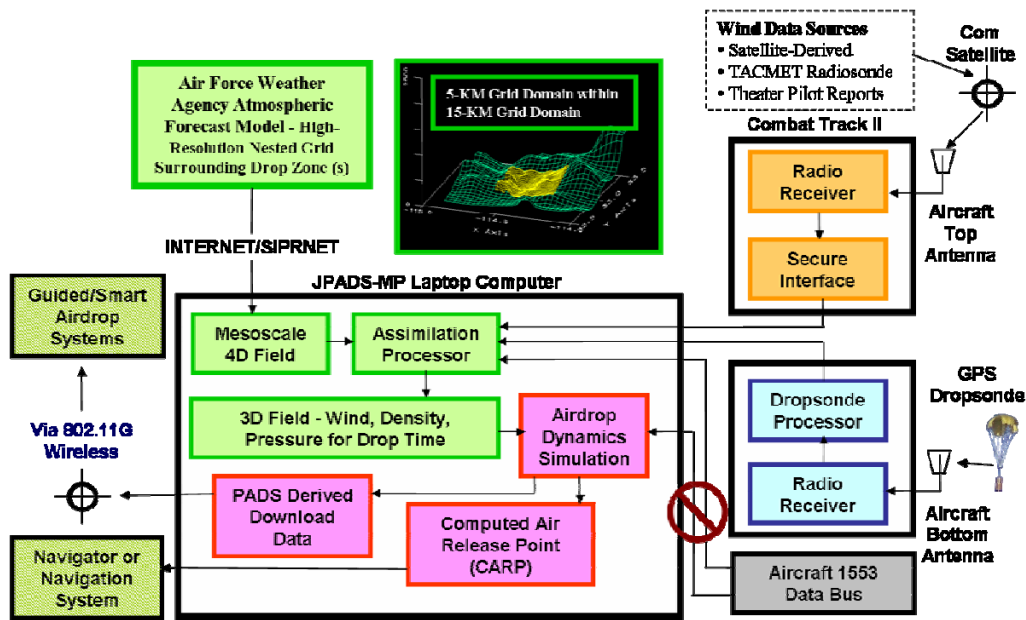 Wind Data Sources
• Satellite-Derived
• TACMET Radiosonde
• Theater Pilot Reports
Com
Satellite
Air Force Weather
Agency Atmospheric
Forecast Model - High-
Resolution Nested Grid
Surrounding Drop Zone (s)
5-KM Grid Domain within
15-KM Grid Domain
X Axis
Y Axis
Combat Track II
Radio
Receiver
Secure
Interface
Aircraft
Top
Antenna
INTERNET/SIPRNET
JPADS-MP Laptop Computer
Guided/Smart
Airdrop
Systems
Mesoscale
4D Field
Assimilation
Processor
3D Field - Wind, Density,
Pressure for Drop Time
Airdrop
Dynamics
Simulation
Dropsonde
Processor
GPS
Dropsonde
Via 802.11G
Wireless
PADS Derived
Download
Data
Computed Air
Release Point
(CARP)
Radio
Receiver
Aircraft
Bottom
Antenna
Navigator or
Navigation
System
Aircraft 1553
Data Bus